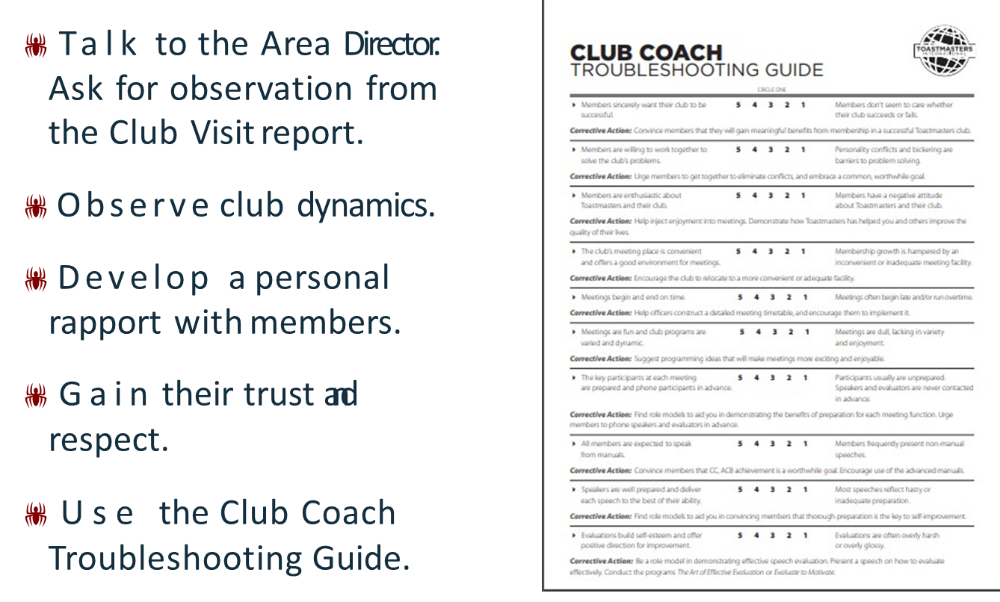 Talk to the Area Director.
Ask for observation from
the Club Visit report.
Observe club dynamics.
Develop a personal
rapport with members.
Gain their trust and
respect.
Use the Club Coach
Troubleshooting Guide.
CLUB COACH
TROUBLESHOOTING GUIDE
TOASTMASTERS
INTERNATIONAL
CIRCLE ONE
Members sincerely want their club to be 5 4 3 2 1 Members don't seem to care whether
successful. their club succeeds or fails.
Corrective Action: Convince members that they will gain meaningful benefits from membership in a successful Toastmasters club.
Members are willing to work together to 5 4 3 2 1 Personality conflicts and bickering are
solve the club's problems. barriers to problem solving.
Corrective Action: Urge members to get together to eliminate conflicts, and embrace a common, worthwhile goal.
Members are enthusiastic about 5 4 3 2 1 Members have a negative attitude
Toastmasters and their club. about Toastmasters and their club.
Corrective Action: Help inject enjoyment into meetings. Demonstrate how Toastmasters has helped you and others improve the
quality of their lives.
The club's meeting place is convenient 5 4 3 2 1 Membership growth is hampered by an
and offers a good environment for meetings. inconvenient or inadequate meeting facility.
Corrective Action: Encourage the club to relocate to a more convenient or adequate facility.
Meetings begin and end on time. 5 4 3 2 1 Meetings often begin late and/or run overtime.
Corrective Action: Help officers construct a detailed meeting timetable, and encourage them to implement it.
Meetings are fun and club programs are 5 4 3 2 1 Meetings are dull, lacking in variety
varied and dynamic. and enjoyment.
Corrective Action: Suggest programming ideas that will make meetings more exciting and enjoyable.
The key participants at each meeting 5 4 3 2 1 Participants usually are unprepared.
are prepared and phone participants in advance. Speakers and evaluators are never contacted
in advance.
Corrective Action: Find role models to aid you in demonstrating the benefits of preparation for each meeting function. Urge
members to phone speakers and evaluators in advance.
All members are expected to speak 5 4 3 2 1 Members frequently present non-manual
from manuals. speeches.
Corrective Action: Convince members that CC, ACB achievement is a worthwhile goal. Encourage use of the advanced manuals.
Speakers are well prepared and deliver 5 4 3 2 1 Most speeches reflect hasty or
each speech to the best of their ability. inadequate preparation.
Corrective Action: Find role models to aid you in convincing members that thorough preparation is the key to self-improvement.
Evaluations build self-esteem and offer 5 4 3 2 1 Evaluations are often overly harsh
positive direction for improvement. or overly glossy.
Corrective Action: Be a role model in demonstrating effective speech evaluation. Present a speech on how to evaluate
effectively. Conduct the programs The Art of Effective Evaluation or Evaluate to Motivate.